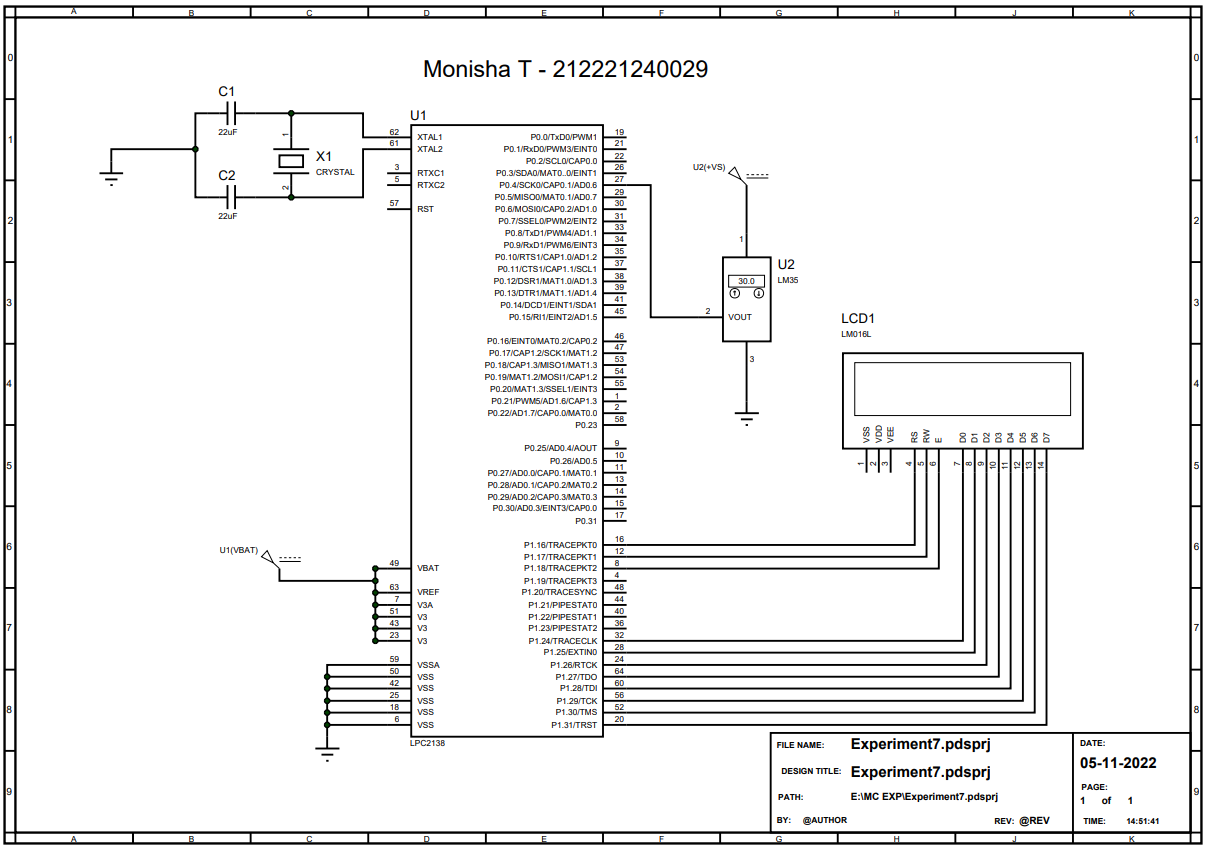 A B C D E F G H J K
0
1
2
3
4
5
6
7
8
9
0
1
2
3
4
5
6
7
8
9
Monisha T - 212221240029
C1
22uF
C2
22uF
1
2
X1
CRYSTAL
U1
62 XTAL1
61 XTAL2
3 RTXC1
5 RTXC2
57 RST
U1(VBAT)
49 VBAT
63 VREF
7 V3A
51 V3
43 V3
23 V3
59 VSSA
50 VSS
42 VSS
25 VSS
18 VSS
6 VSS
P0.0/TxD0/PWM1 19
P0.1/RxD0/PWM3/EINT0 21
P0.2/SCL0/CAP0.0 22
P0.3/SDA0/MAT0..0/EINT1 26
P0.4/SCK0/CAP0.1/AD0.6 27
P0.5/MISO0/MAT0.1/AD0.7 29
P0.6/MOSI0/CAP0.2/AD1.0 30
P0.7/SSEL0/PWM2/EINT2 31
P0.8/TxD1/PWM4/AD1.1 33
P0.9/RxD1/PWM6/EINT3 34
P0.10/RTS1/CAP1.0/AD1.2 35
P0.11/CTS1/CAP1.1/SCL1 37
P0.12/DSR1/MAT1.0/AD1.3 38
P0.13/DTR1/MAT1.1/AD1.4 39
P0.14/DCD1/EINT1/SDA1 41
P0.15/RI1/EINT2/AD1.5 45
P0.16/EINT0/MAT0.2/CAP0.2 46
P0.17/CAP1.2/SCK1/MAT1.2 47
P0.18/CAP1.3/MISO1/MAT1.3 53
P0.19/MAT1.2/MOSI1/CAP1.2 54
P0.20/MAT1.3/SSEL1/EINT3 55
P0.21/PWM5/AD1.6/CAP1.3 1
P0.22/AD1.7/CAP0.0/MAT0.0 2
P0.23 58
P0.25/AD0.4/AOUT 9
P0.26/AD0.5 10
P0.27/AD0.0/CAP0.1/MAT0.1 11
P0.28/AD0.1/CAP0.2/MAT0.2 13
P0.29/AD0.2/CAP0.3/MAT0.3 14
P0.30/AD0.3/EINT3/CAP0.0 15
P0.31 17
P1.16/TRACEPKT0 16
P1.17/TRACEPKT1 12
P1.18/TRACEPKT2 8
P1.19/TRACEPKT3 4
P1.20/TRACESYNC 48
P1.21/PIPESTAT0 44
P1.22/PIPESTAT1 40
P1.23/PIPESTAT2 36
P1.24/TRACECLK 32
P1.25/EXTIN0 28
P1.26/RTCK 24
P1.27/TDO 64
P1.28/TDI 60
P1.29/TCK 56
P1.30/TMS 52
P1.31/TRST 20
LPC2138
U2(+VS)
1
U2
LM35
30.0
2 VOUT
3
LCD1
LM016L
VSS VDD VEE RS RW E D0 D1 D2 D3 D4 D5 D6 D7
1 2 3 4 5 6 7 8 9 10 11 12 13 14
FILE NAME: Experiment7.pdsprj
DESIGN TITLE: Experiment7.pdsprj
PATH: E:\MC EXP\Experiment7.pdsprj
BY: @AUTHOR REV: @REV
DATE:
05-11-2022
PAGE:
1 of 1
TIME: 14:51:41
A B C D E F G H J K